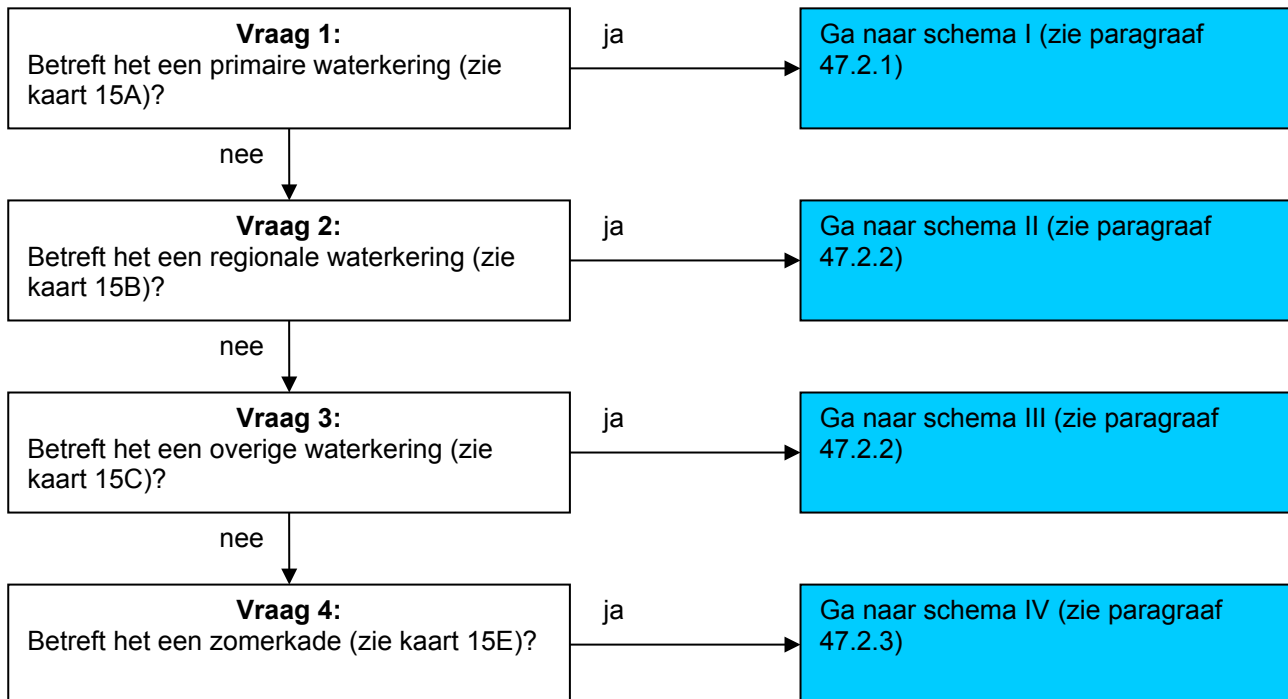 Vraag 1:
Betreft het een primaire waterkering (zie
kaart 15A)?
ja
Ga naar schema I (zie paragraaf
47.2.1)
nee
Vraag 2:
Betreft het een regionale waterkering (zie
kaart 15B)?
ja
Ga naar schema II (zie paragraaf
47.2.2)
nee
Vraag 3:
Betreft het een overige waterkering (zie
kaart 15C)?
ja
Ga naar schema III (zie paragraaf
47.2.2)
nee
Vraag 4:
Betreft het een zomerkade (zie kaart 15E)?
ja
Ga naar schema IV (zie paragraaf
47.2.3)